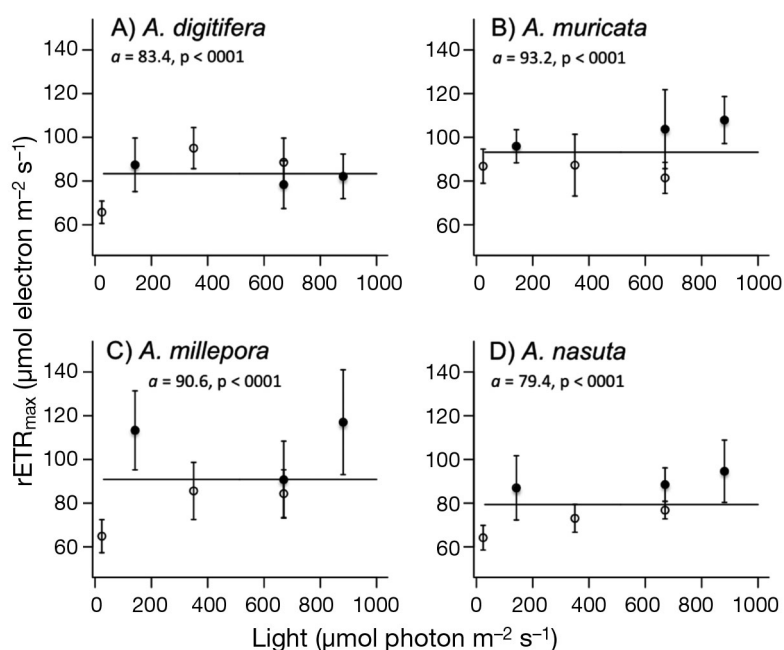 A) A. digitifera
a = 83.4, p < 0001
B) A. muricata
a = 93.2, p < 0001
140
120
100
80
60
0 200 400 600 800 1000
140
120
100
80
60
0 200 400 600 800 1000
C) A. millepora
a = 90.6, p < 0001
D) A. nasuta
a = 79.4, p < 0001
140
120
100
80
60
0 200 400 600 800 1000
140
120
100
80
60
0 200 400 600 800 1000
rETRmax (µmol electron m–2 s–1)
Light (µmol photon m–2 s–1)